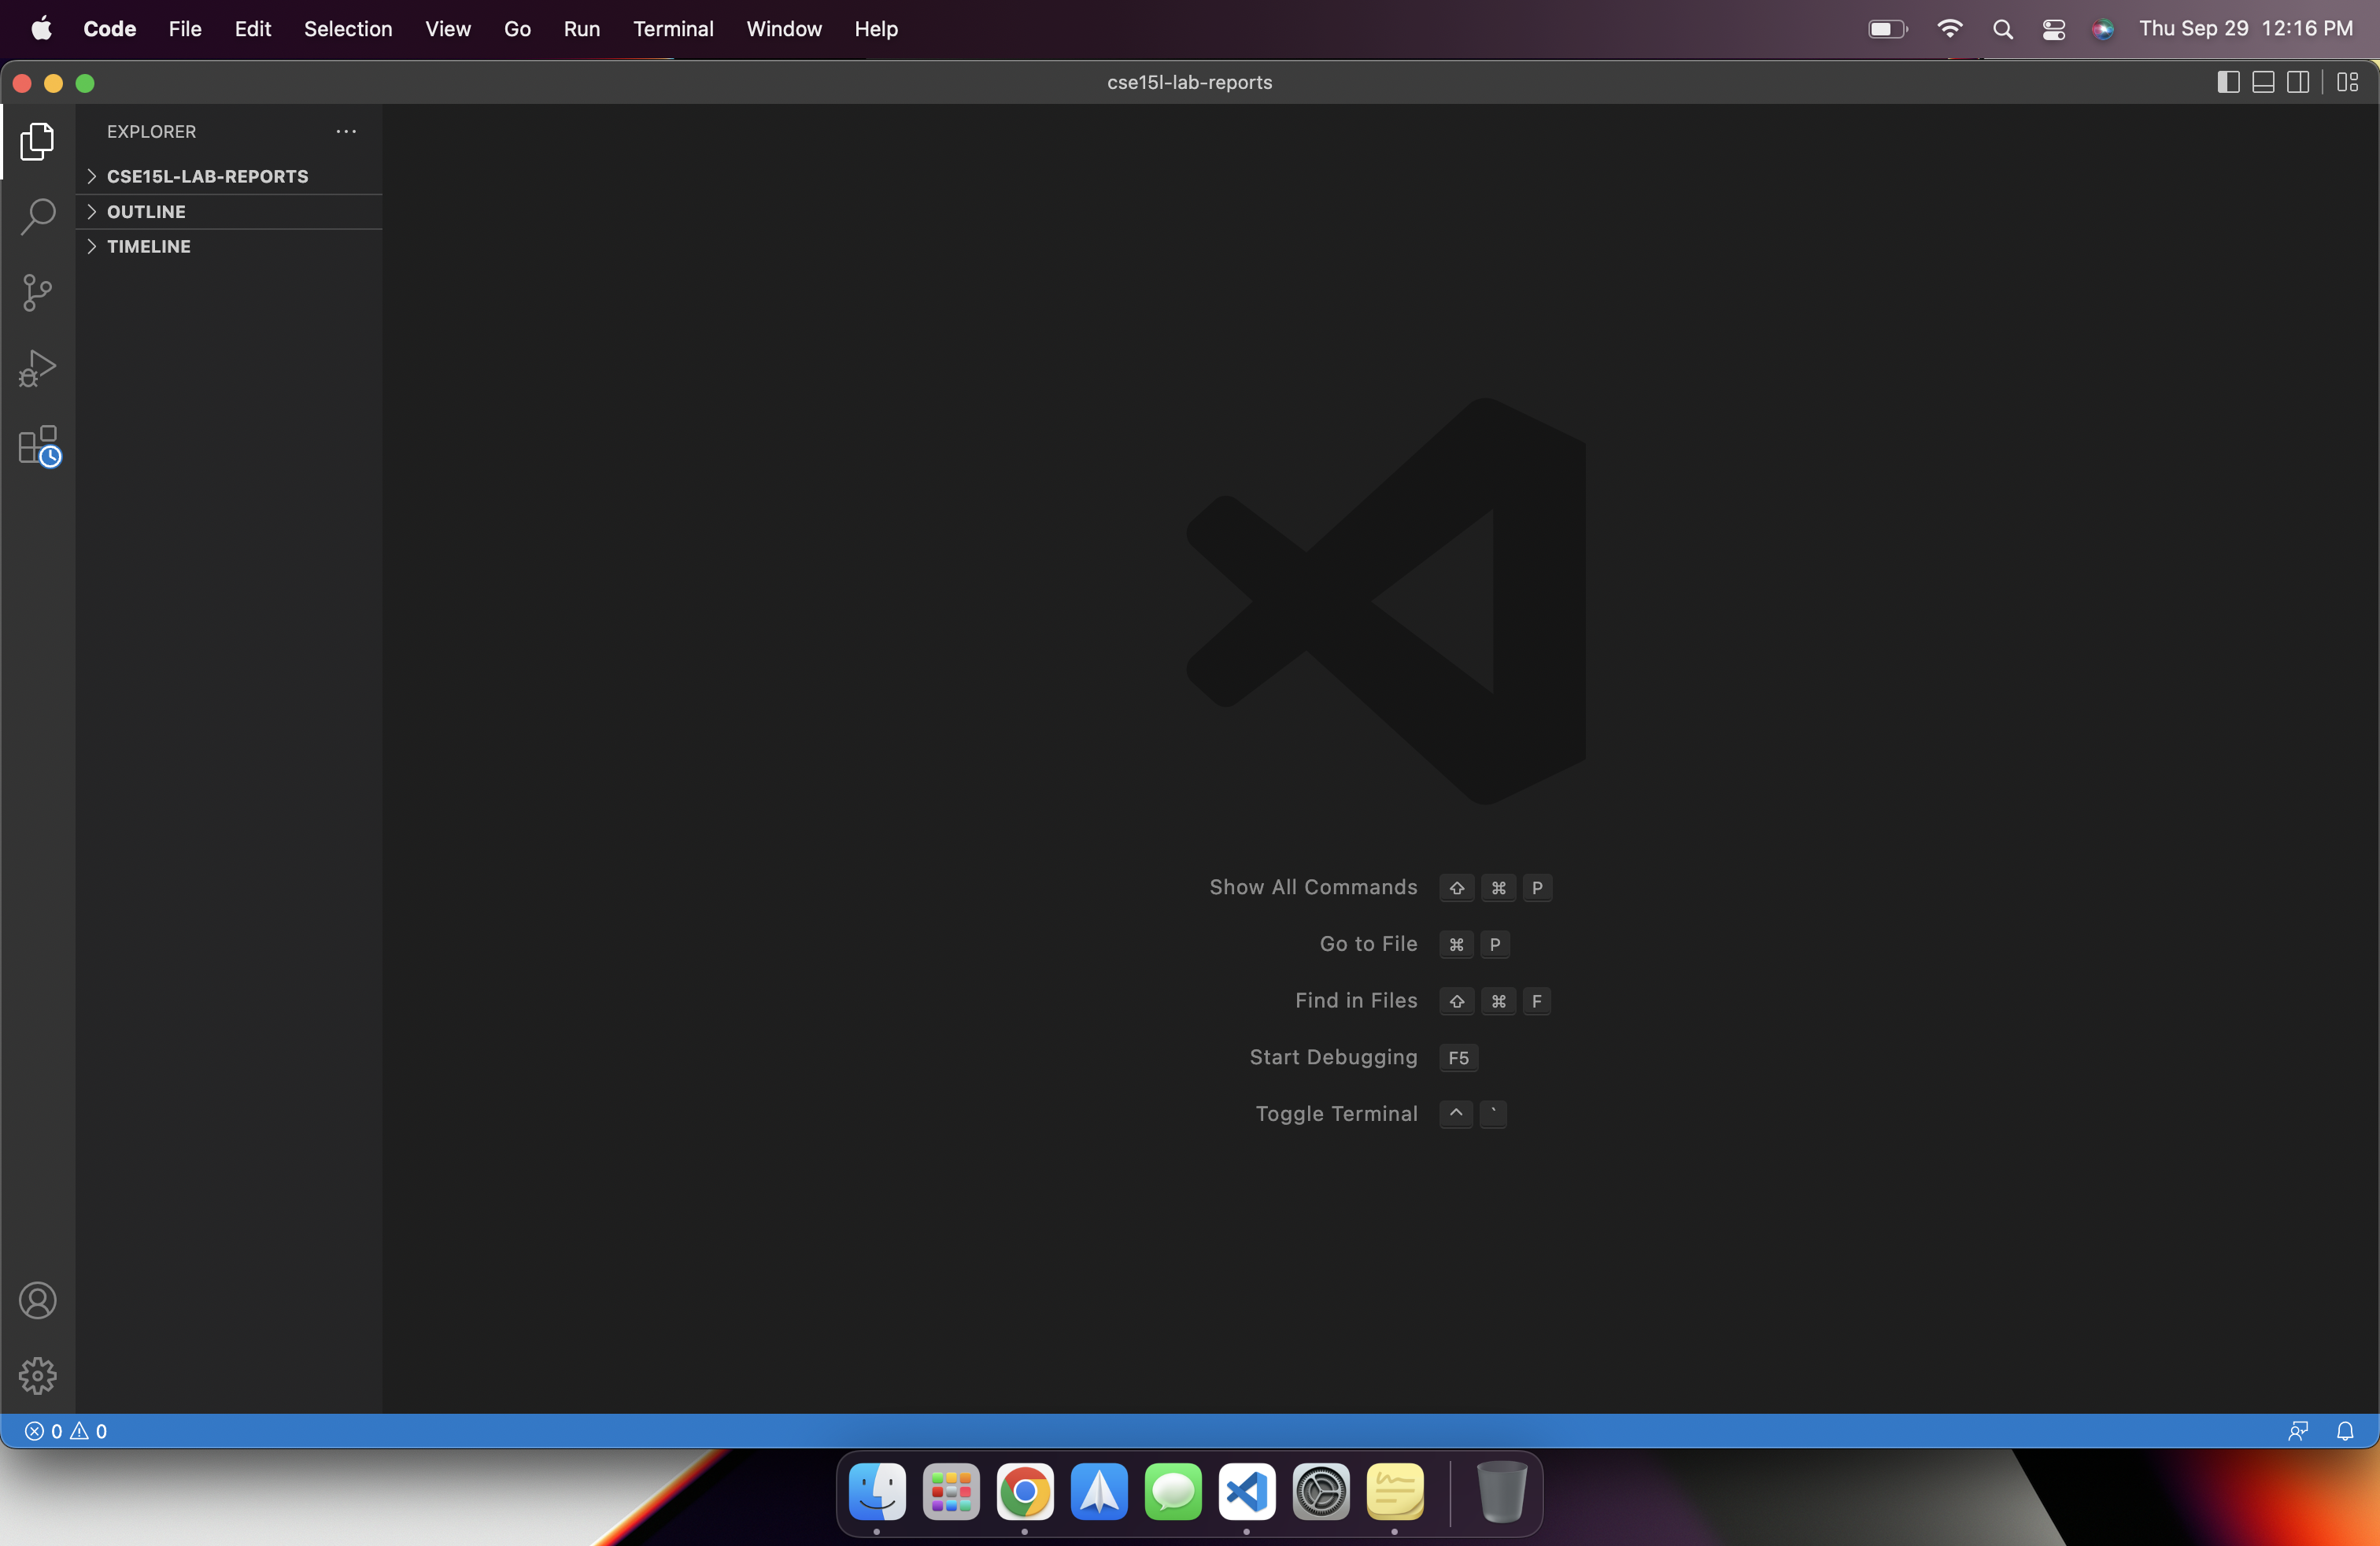 Code File Edit Selection View Go Run Terminal Window Help Thu Sep 29 12:16 PM
cse15l-lab-reports
EXPLORER
CSE15L-LAB-REPORTS
OUTLINE
TIMELINE
Show All Commands ⇧ ⌘ P
Go to File ⌘ P
Find in Files ⇧ ⌘ F
Start Debugging F5
Toggle Terminal ^ `
0 0